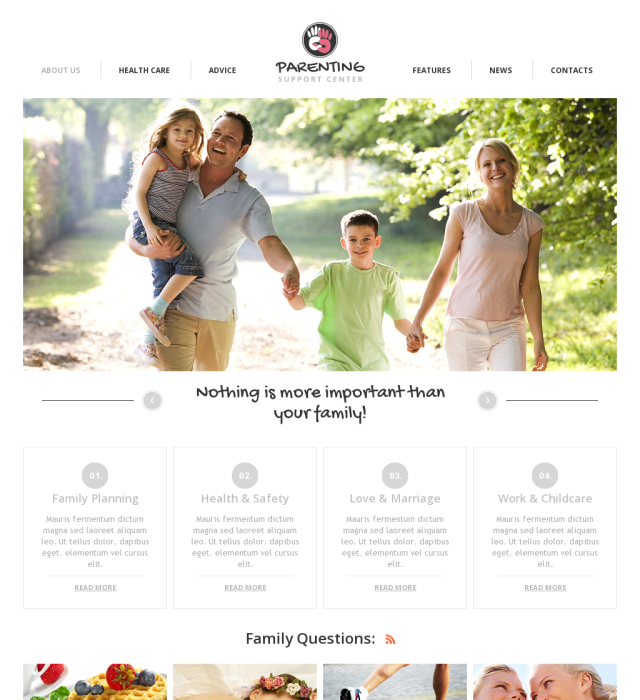 PARENTING
SUPPORT CENTER
ABOUT US
HEALTH CARE
ADVICE
FEATURES
NEWS
CONTACTS
Nothing is more important than
your family!
01.
Family Planning
Mauris fermentum dictum
magna sed laoreet aliquam
leo. Ut tellus dolor, dapibus
eget, elementum vel cursus
elit.
READ MORE
02.
Health & Safety
Mauris fermentum dictum
magna sed laoreet aliquam
leo. Ut tellus dolor, dapibus
eget, elementum vel cursus
elit.
READ MORE
03.
Love & Marriage
Mauris fermentum dictum
magna sed laoreet aliquam
leo. Ut tellus dolor, dapibus
eget, elementum vel cursus
elit.
READ MORE
04.
Work & Childcare
Mauris fermentum dictum
magna sed laoreet aliquam
leo. Ut tellus dolor, dapibus
eget, elementum vel cursus
elit.
READ MORE
Family Questions: